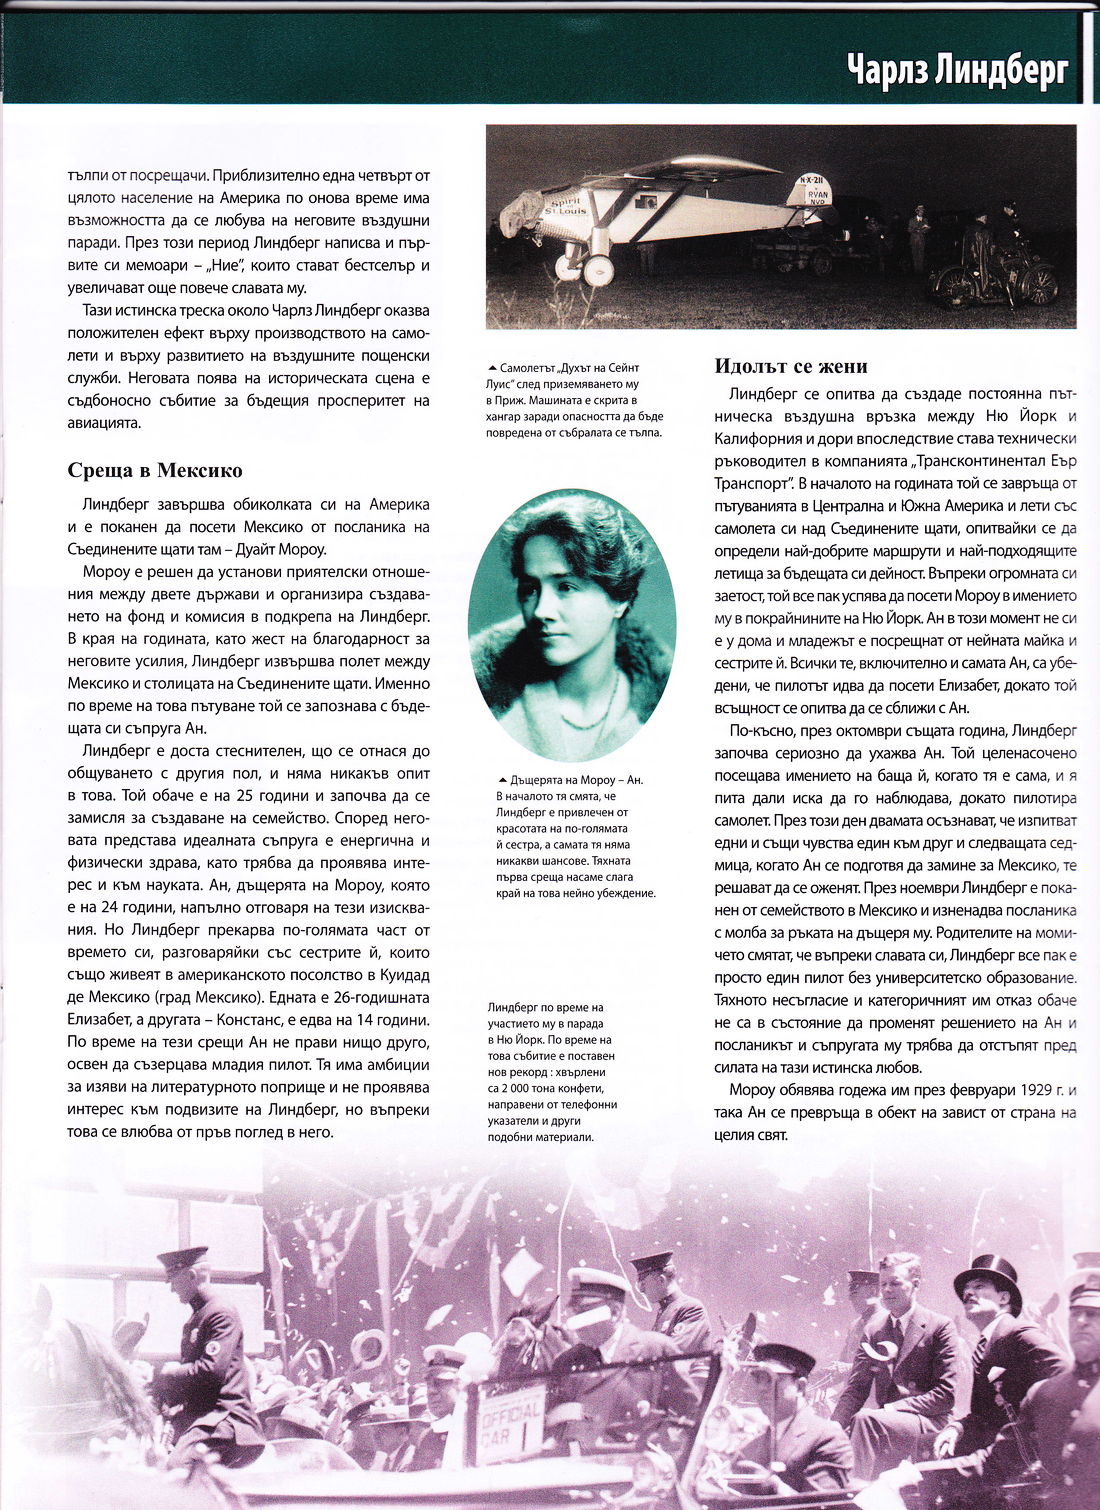 Чарлз Линдберг
тълпи от посрещачи. Приблизително една четвърт от
цялото население на Америка по онова време има
възможността да се любува на неговите въздушни
паради. През този период Линдберг написва и пър-
вите си мемоари – „Ние“, които стават бестселър и
увеличават още повече славата му.
Тази истинска треска около Чарлз Линдберг оказва
положителен ефект върху производството на само-
лети и върху развитието на въздушните пощенски
служби. Неговата поява на историческата сцена е
съдбоносно събитие за бъдещия просперитет на
авиацията.
Среща в Мексико
Линдберг завършва обиколката си на Америка
и е поканен да посети Мексико от посланика на
Съединените щати там – Дуайт Мороу.
Мороу е решен да установи приятелски отноше-
ния между двете държави и организира създава-
нето на фонд и комисия в подкрепа на Линдберг.
В края на годината, като жест на благодарност за
неговите усилия, Линдберг извършва полет между
Мексико и столицата на Съединените щати. Именно
по време на това пътуване той се запознава с бъде-
щата си съпруга Ан.
Линдберг е доста стеснителен, що се отнася до
общуването с другия пол, и няма никакъв опит
в това. Той обаче е на 25 години и започва да се
замисля за създаване на семейство. Според него-
вата представа идеалната съпруга е енергична и
физически здрава, като трябва да проявява инте-
рес и към науката. Ан, дъщерята на Мороу, която
е на 24 години, напълно отговаря на тези изисква-
ния. Но Линдберг прекарва по-голямата част от
времето си, разговаряйки със сестрите й, които
също живеят в американското посолство в Куидад
де Мексико (град Мексико). Едната е 26-годишната
Елизабет, а другата – Констанс, е едва на 14 години.
По време на тези срещи Ан не прави нищо друго,
освен да съзерцава младия пилот. Тя има амбиции
за изяви на литературното поприще и не проявява
интерес към подвизите на Линдберг, но въпреки
това се влюбва от пръв поглед в него.
Spirit
of
St. Louis
N-X-211
RYAN
NYP
Самолетът „Духът на Сейнт
Луис“ след приземяването му
в Приж. Машината е скрита в
хангар заради опасността да бъде
повредена от събралата се тълпа.
Дъщерята на Мороу – Ан.
В началото тя смята, че
Линдберг е привлечен от
красотата на по-голямата
й сестра, а самата тя няма
никакви шансове. Тяхната
първа среща насаме слага
край на това нейно убеждение.
Линдберг по време на
участието му в парада
в Ню Йорк. По време на
това събитие е поставен
нов рекорд : хвърлени
са 2 000 тона конфети,
направени от телефонни
указатели и други
подобни материали.
Идолът се жени
Линдберг се опитва да създаде постоянна път-
ническа въздушна връзка между Ню Йорк и
Калифорния и дори впоследствие става технически
ръководител в компанията „Трансконтинентал Еър
Транспорт“. В началото на годината той се завръща от
пътуванията в Централна и Южна Америка и лети със
самолета си над Съединените щати, опитвайки се да
определи най-добрите маршрути и най-подходящите
летища за бъдещата си дейност. Въпреки огромната си
заетост, той все пак успява да посети Мороу в имението
му в покрайнините на Ню Йорк. Ан в този момент не си
е у дома и младежът е посрещнат от нейната майка и
сестрите й. Всички те, включително и самата Ан, са убе-
дени, че пилотът идва да посети Елизабет, докато той
всъщност се опитва да се сближи с Ан.
По-късно, през октомври същата година, Линдберг
започва сериозно да ухажва Ан. Той целенасочено
посещава имението на баща й, когато тя е сама, и я
пита дали иска да го наблюдава, докато пилотира
самолет. През този ден двамата осъзнават, че изпитват
едни и същи чувства един към друг и следващата сед-
мица, когато Ан се подготвя да замине за Мексико, те
решават да се оженят. През ноември Линдберг е пока-
нен от семейството в Мексико и изненадва посланика
с молба за ръката на дъщеря му. Родителите на моми-
чето смятат, че въпреки славата си, Линдберг все пак е
просто един пилот без университетско образование.
Тяхното несъгласие и категоричният им отказ обаче
не са в състояние да променят решението на Ан и
посланикът и съпругата му трябва да отстъпят пред
силата на тази истинска любов.
Мороу обявява годежа им през февруари 1929 г. и
така Ан се превръща в обект на завист от страна на
целия свят.
OFFICIAL
CAR